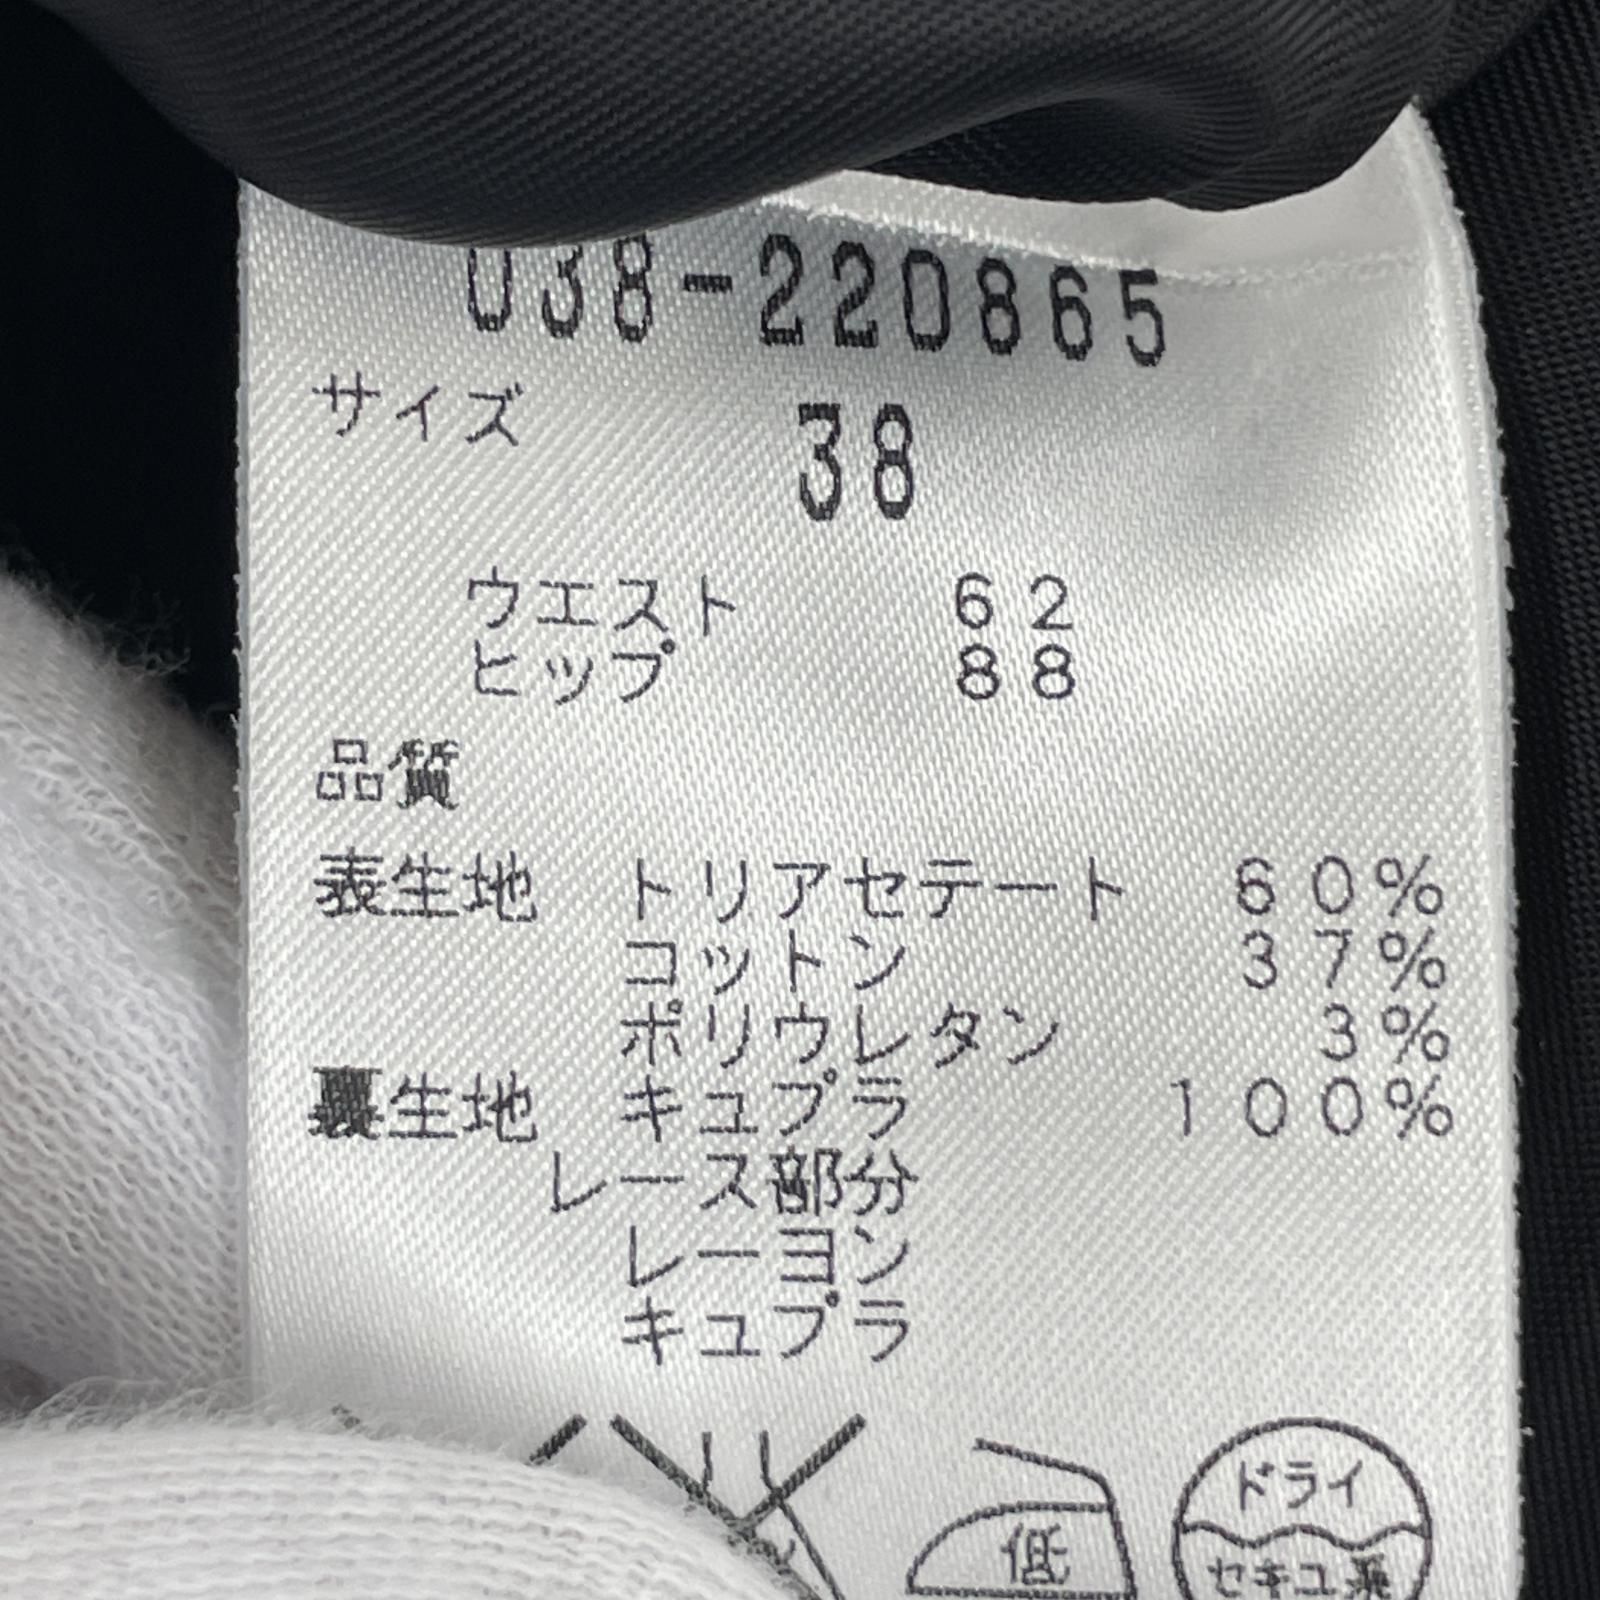 038-220865
サイズ 38
ウエスト 62
ヒップ 88
品質
表生地 トリアセテート 60%
コットン 37%
ポリウレタン 3%
裏生地 キュプラ 100%
レース部分
レーヨン
キュプラ
低
ドライ
セキユ系